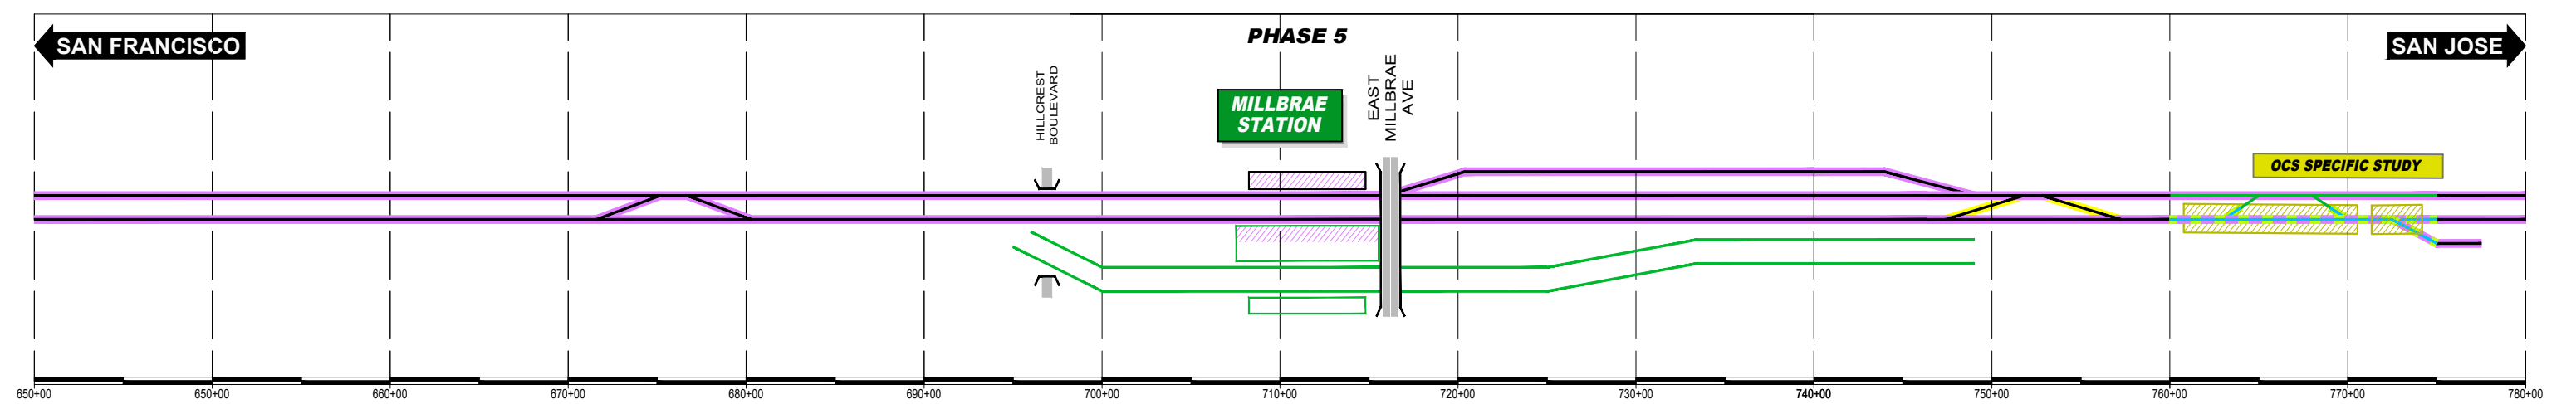 SAN FRANCISCO
PHASE 5
SAN JOSE
HILLCREST
BOULEVARD
MILLBRAE
STATION
EAST
MILLBRAE
AVE
OCS SPECIFIC STUDY
650+00 650+00 660+00 670+00 680+00 690+00 700+00 710+00 720+00 730+00 740+00 750+00 760+00 770+00 780+00